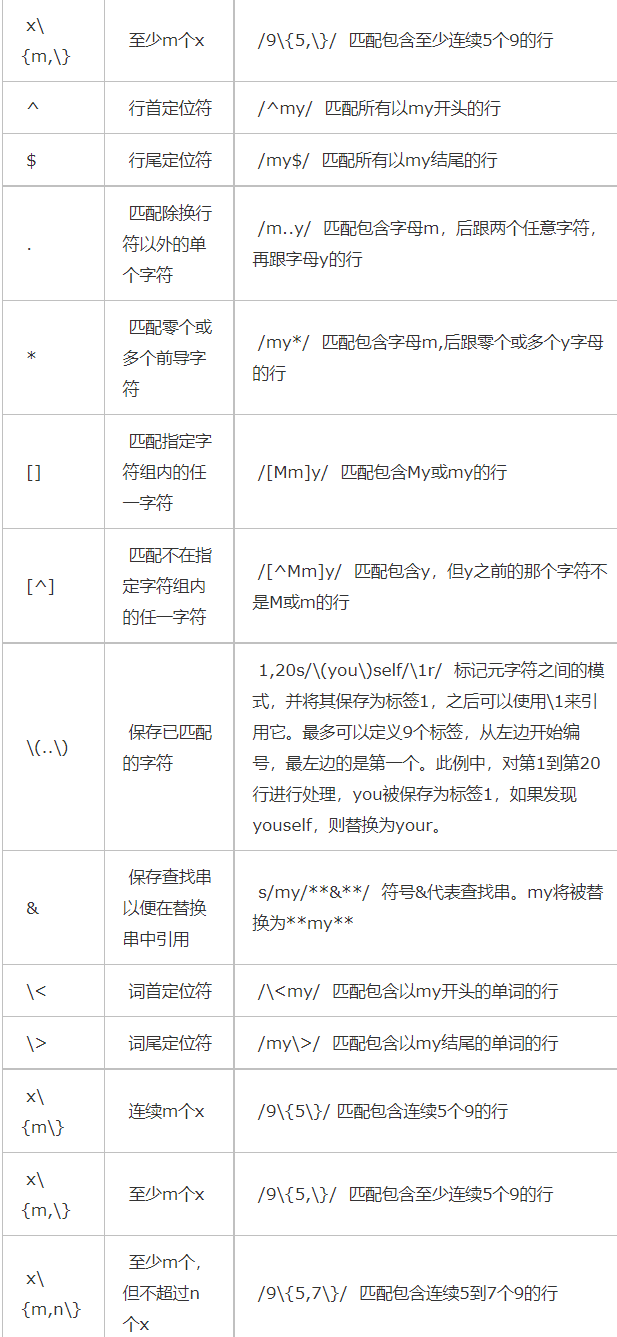 x\
{m,\}
至少m个x
/9\{5,\}/ 匹配包含至少连续5个9的行
^
行首定位符
/^my/ 匹配所有以my开头的行
$
行尾定位符
/my$/ 匹配所有以my结尾的行
.
匹配除换行
符以外的单
个字符
/m..y/ 匹配包含字母m，后跟两个任意字符，
再跟字母y的行
*
匹配零个或
多个前导字
符
/my*/ 匹配包含字母m,后跟零个或多个y字母
的行
[]
匹配指定字
符组内的任
一字符
/[Mm]y/ 匹配包含My或my的行
[^]
匹配不在指
定字符组内
的任一字符
/[^Mm]y/ 匹配包含y，但y之前的那个字符不
是M或m的行
\(..\)
保存已匹配
的字符
1,20s/\(you\)self/\1r/ 标记元字符之间的模
式，并将其保存为标签1，之后可以使用\1来引
用它。最多可以定义9个标签，从左边开始编
号，最左边的是第一个。此例中，对第1到第20
行进行处理，you被保存为标签1，如果发现
youself，则替换为your。
&
保存查找串
以便在替换
串中引用
s/my/**&**/ 符号&代表查找串。my将被替
换为**my**
\<
词首定位符
/\<my/ 匹配包含以my开头的单词的行
\>
词尾定位符
/my\>/ 匹配包含以my结尾的单词的行
x\
{m\}
连续m个x
/9\{5\}/ 匹配包含连续5个9的行
x\
{m,\}
至少m个x
/9\{5,\}/ 匹配包含至少连续5个9的行
x\
{m,n\}
至少m个，
但不超过n
个x
/9\{5,7\}/ 匹配包含连续5到7个9的行